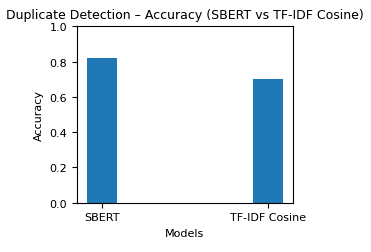 Duplicate Detection – Accuracy (SBERT vs TF-IDF Cosine)
1.0
0.8
0.6
0.4
0.2
0.0
Accuracy
SBERT
TF-IDF Cosine
Models